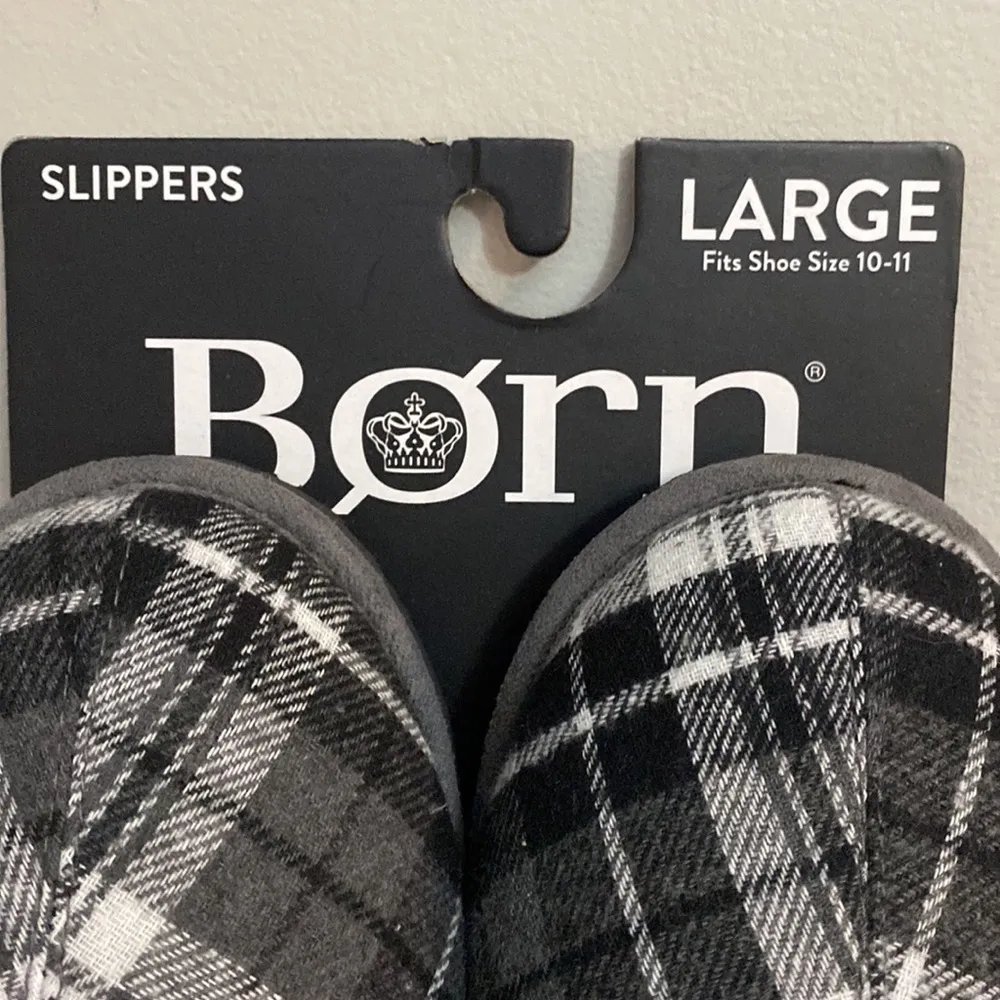 SLIPPERS
LARGE
Fits Shoe Size 10-11
Børn®